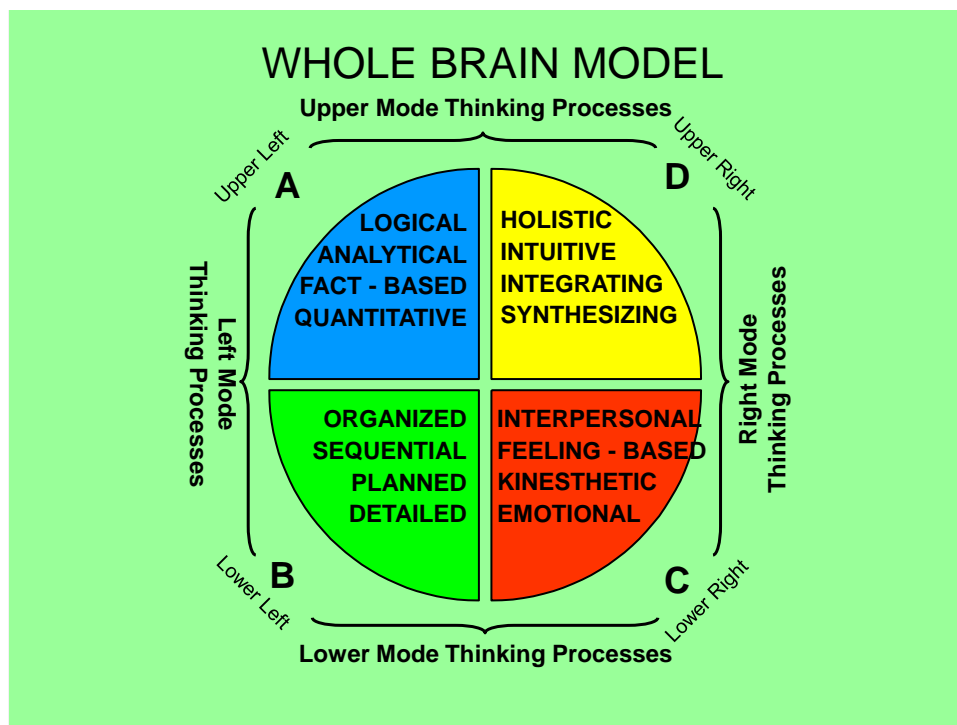 WHOLE BRAIN MODEL
Upper Mode Thinking Processes
Upper Left
Upper Right
A
D
LOGICAL
ANALYTICAL
FACT - BASED
QUANTITATIVE
HOLISTIC
INTUITIVE
INTEGRATING
SYNTHESIZING
Left Mode
Thinking Processes
Right Mode
Thinking Processes
ORGANIZED
SEQUENTIAL
PLANNED
DETAILED
INTERPERSONAL
FEELING - BASED
KINESTHETIC
EMOTIONAL
B
C
Lower Left
Lower Right
Lower Mode Thinking Processes